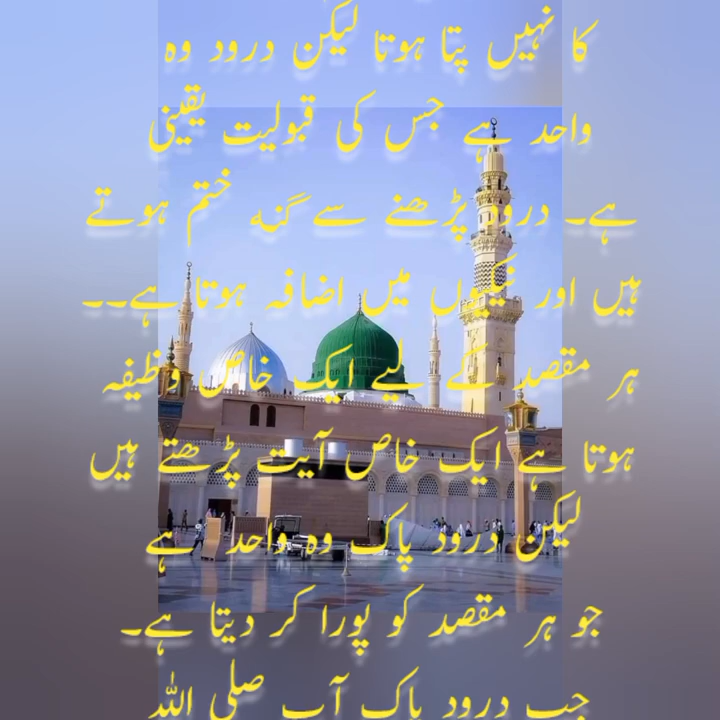 کا نہیں پتا ہوتا لیکن درود وہ
واحد ہے جس کی قبولیت یقینی
ہے۔ درود پڑھنے سے گنہ ختم ہوتے
ہیں اور نیکیوں میں اضافہ ہوتا ہے۔۔
ہر مقصد کے لیے ایک خاص وظیفہ
ہوتا ہے ایک خاص آیت پڑھتے ہیں
لیکن درود پاک وہ واحد ہے
جو ہر مقصد کو پورا کر دیتا ہے۔
جب درود پاک آپ صلی اللہ